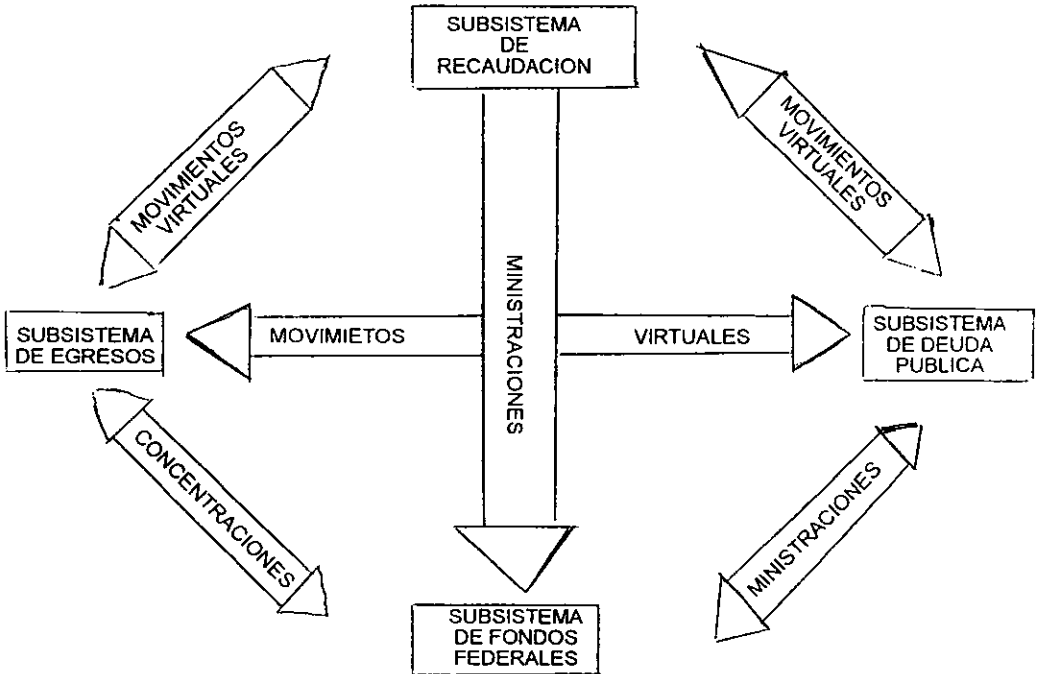 SUBSISTEMA
DE
RECAUDACION
MOVIMIENTOS
VIRTUALES
MOVIMIENTOS
VIRTUALES
MINISTRACIONES
SUBSISTEMA
DE EGRESOS
MOVIMIETOS
VIRTUALES
SUBSISTEMA
DE DEUDA
PUBLICA
CONCENTRACIONES
MINISTRACIONES
SUBSISTEMA
DE FONDOS
FEDERALES